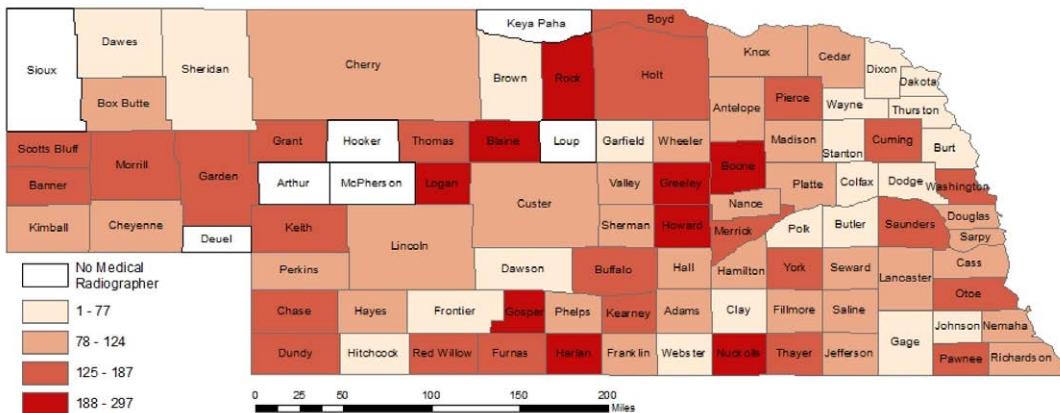 Keya Paha
Boyd
Dawes
Sioux
Sheridan
Cherry
Brown
Rock
Holt
Knox
Cedar
Dixon
Dakota
Box Butte
Antelope
Pierce
Wayne
Thurston
Scotts Bluff
Morrill
Garden
Grant
Hooker
Thomas
Blaine
Loup
Garfield
Wheeler
Madison
Stanton
Cuming
Burt
Banner
Arthur
McPherson
Logan
Custer
Valley
Greeley
Boone
Platte
Colfax
Dodge
Washington
Kimball
Cheyenne
Deuel
Keith
Lincoln
Sherman
Howard
Nance
Merrick
Polk
Butler
Saunders
Douglas
Sarpy
Perkins
Dawson
Buffalo
Hall
Hamilton
York
Seward
Lancaster
Cass
Otoe
Chase
Hayes
Frontier
Gosper
Phelps
Kearney
Adams
Clay
Fillmore
Saline
Gage
Johnson
Nemaha
Dundy
Hitchcock
Red Willow
Furnas
Harlan
Franklin
Webster
Nuckolls
Thayer
Jefferson
Pawnee
Richardson
No Medical
Radiographer
1 - 77
78 - 124
125 - 187
188 - 297
0 25 50 100 150 200
Miles